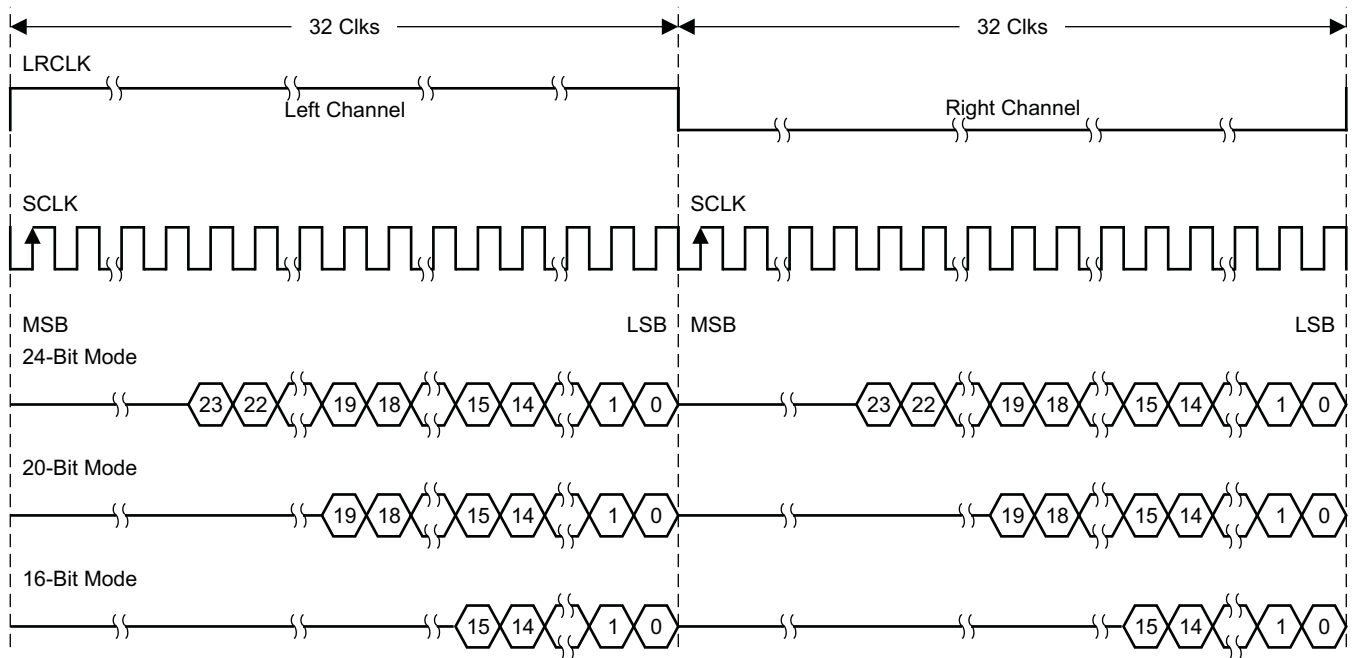 32 Clks 32 Clks
LRCLK
Left Channel Right Channel
SCLK SCLK
MSB LSB MSB LSB
24-Bit Mode
23 22 19 18 15 14 1 0 23 22 19 18 15 14 1 0
20-Bit Mode
19 18 15 14 1 0 19 18 15 14 1 0
16-Bit Mode
15 14 1 0 15 14 1 0